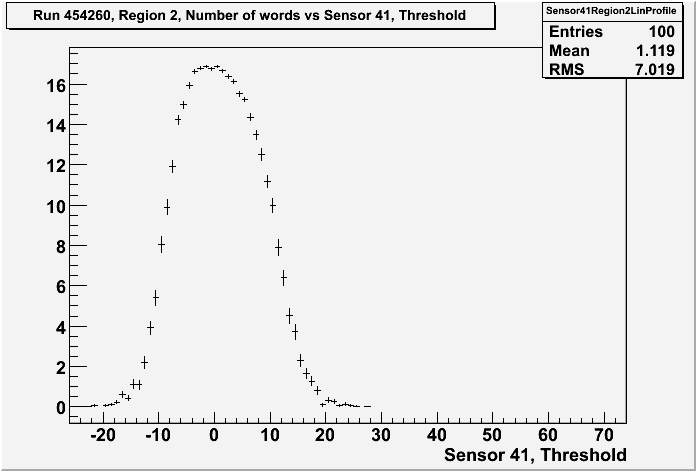 Run 454260, Region 2, Number of words vs Sensor 41, Threshold
Sensor41Region2LinProfile
Entries 100
Mean 1.119
RMS 7.019
16
14
12
10
8
6
4
2
0
-20 -10 0 10 20 30 40 50 60 70
Sensor 41, Threshold